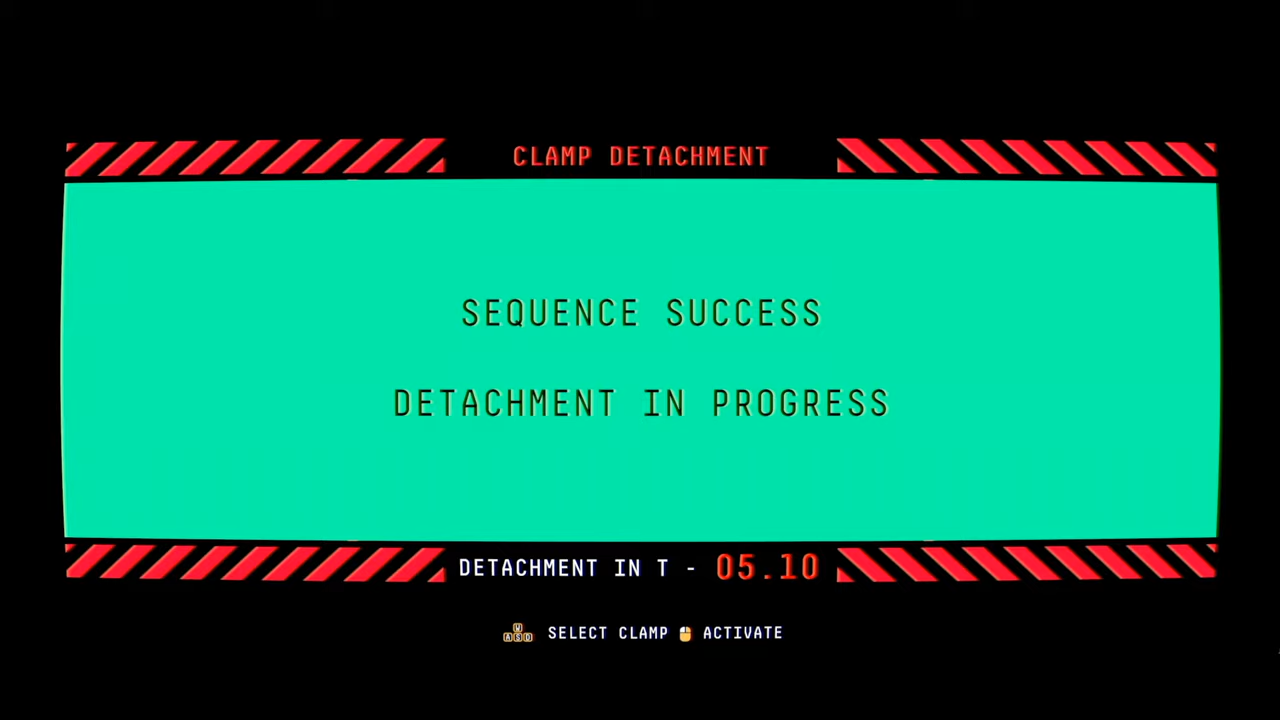 CLAMP DETACHMENT
SEQUENCE SUCCESS
DETACHMENT IN PROGRESS
DETACHMENT IN T - 05.10
W
A S D SELECT CLAMP ACTIVATE